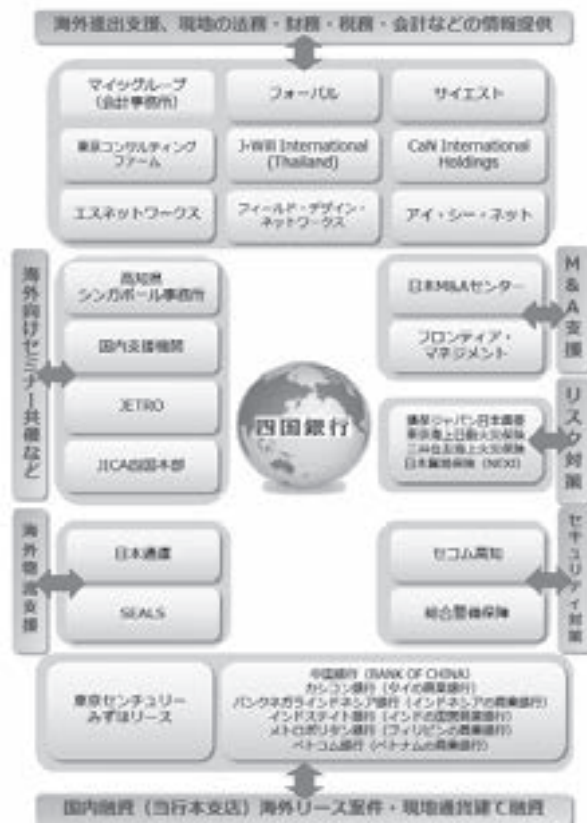 海外進出支援、現地の法務・財務・税務・会計などの情報提供
マイツグループ
(会計事務所)
フォーバル
サイエスト
東京コンサルティング
ファーム
J-Will International
(Thailand)
CaN International
Holdings
エスネットワークス
フィールド・デザイン・
ネットワークス
アイ・シー・ネット
海外向けセミナー共催など
高知県
シンガポール事務所
国内支援機関
JETRO
JICA四国本部
四国銀行
日本M&Aセンター
フロンティア・
マネジメント
M&A支援
損保ジャパン日本興亜
東京海上日動火災保険
三井住友海上火災保険
日本貿易保険(NEXI)
リスク対策
海外物流支援
日本通運
SEALS
セコム高知
総合警備保障
セキュリティ対策
東京センチュリー
みずほリース
中国銀行(BANK OF CHINA)
カシコン銀行(タイの商業銀行)
バンクネガラインドネシア銀行(インドネシアの商業銀行)
インドステイト銀行(インドの国営商業銀行)
メトロポリタン銀行(フィリピンの商業銀行)
ベトコム銀行(ベトナムの商業銀行)
国内融資(当行本支店)海外リース案件・現地通貨建て融資